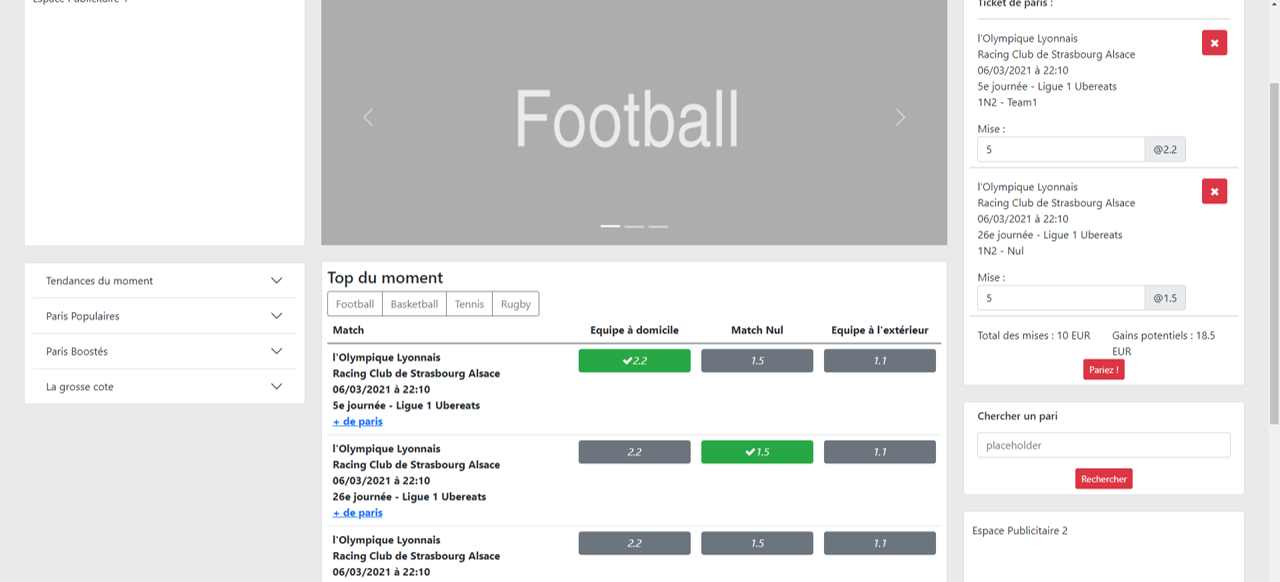 Espace Publicitaire 1
Football
Tendances du moment
Paris Populaires
Paris Boostés
La grosse cote
Top du moment
Football Basketball Tennis Rugby
Match Equipe à domicile Match Nul Equipe à l'extérieur
l'Olympique Lyonnais
Racing Club de Strasbourg Alsace
06/03/2021 à 22:10
5e journée - Ligue 1 Ubereats
+ de paris
✔2.2 1.5 1.1
l'Olympique Lyonnais
Racing Club de Strasbourg Alsace
06/03/2021 à 22:10
26e journée - Ligue 1 Ubereats
+ de paris
2.2 ✔1.5 1.1
l'Olympique Lyonnais
Racing Club de Strasbourg Alsace
06/03/2021 à 22:10
2.2 1.5 1.1
Ticket de paris :
l'Olympique Lyonnais
Racing Club de Strasbourg Alsace
06/03/2021 à 22:10
5e journée - Ligue 1 Ubereats
1N2 - Team1
Mise :
5 @2.2
l'Olympique Lyonnais
Racing Club de Strasbourg Alsace
06/03/2021 à 22:10
26e journée - Ligue 1 Ubereats
1N2 - Nul
Mise :
5 @1.5
Total des mises : 10 EUR
Gains potentiels : 18.5
EUR
Pariez !
Chercher un pari
placeholder
Rechercher
Espace Publicitaire 2